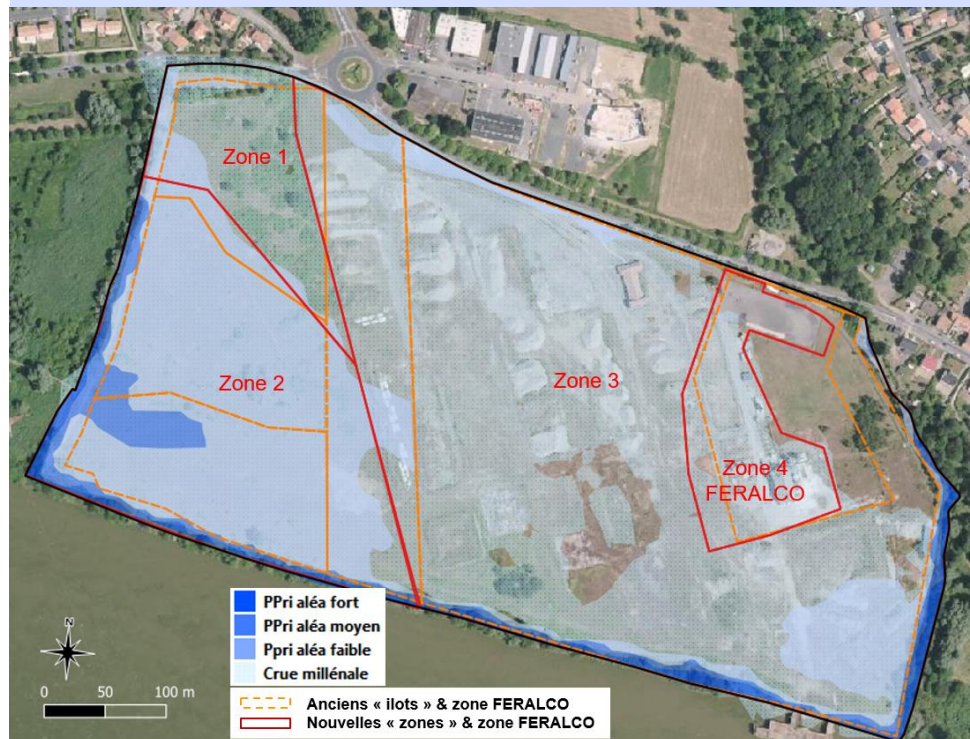 Zone 1
Zone 2
Zone 3
Zone 4
FERALCO
PPri aléa fort
PPri aléa moyen
Ppri aléa faible
Crue millénale
N
0 50 100 m
Anciens « ilots » & zone FERALCO
Nouvelles « zones » & zone FERALCO